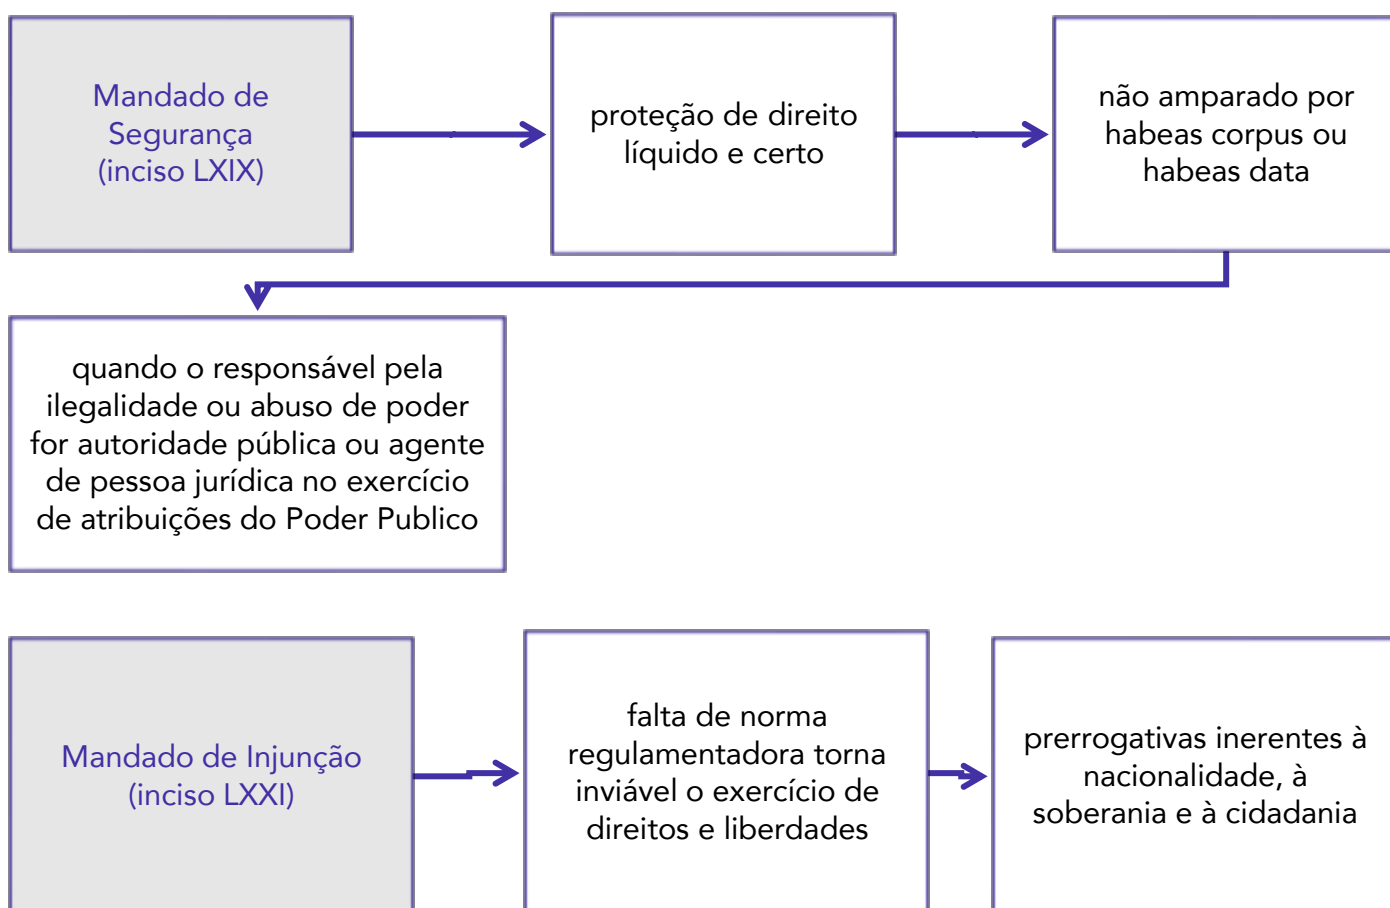 Mandado de
Segurança
(inciso LXIX)
proteção de direito
líquido e certo
não amparado por
habeas corpus ou
habeas data
quando o responsável pela
ilegalidade ou abuso de poder
for autoridade pública ou agente
de pessoa jurídica no exercício
de atribuições do Poder Publico
Mandado de Injunção
(inciso LXXI)
falta de norma
regulamentadora torna
inviável o exercício de
direitos e liberdades
prerrogativas inerentes à
nacionalidade, à
soberania e à cidadania